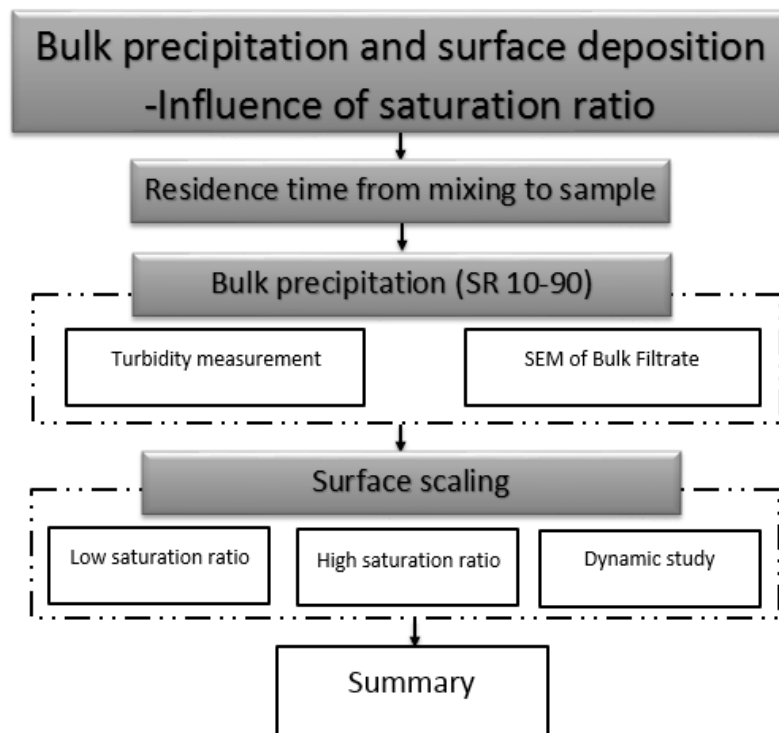 Bulk precipitation and surface deposition
-Influence of saturation ratio
Residence time from mixing to sample
Bulk precipitation (SR 10-90)
Turbidity measurement
SEM of Bulk Filtrate
Surface scaling
Low saturation ratio
High saturation ratio
Dynamic study
Summary